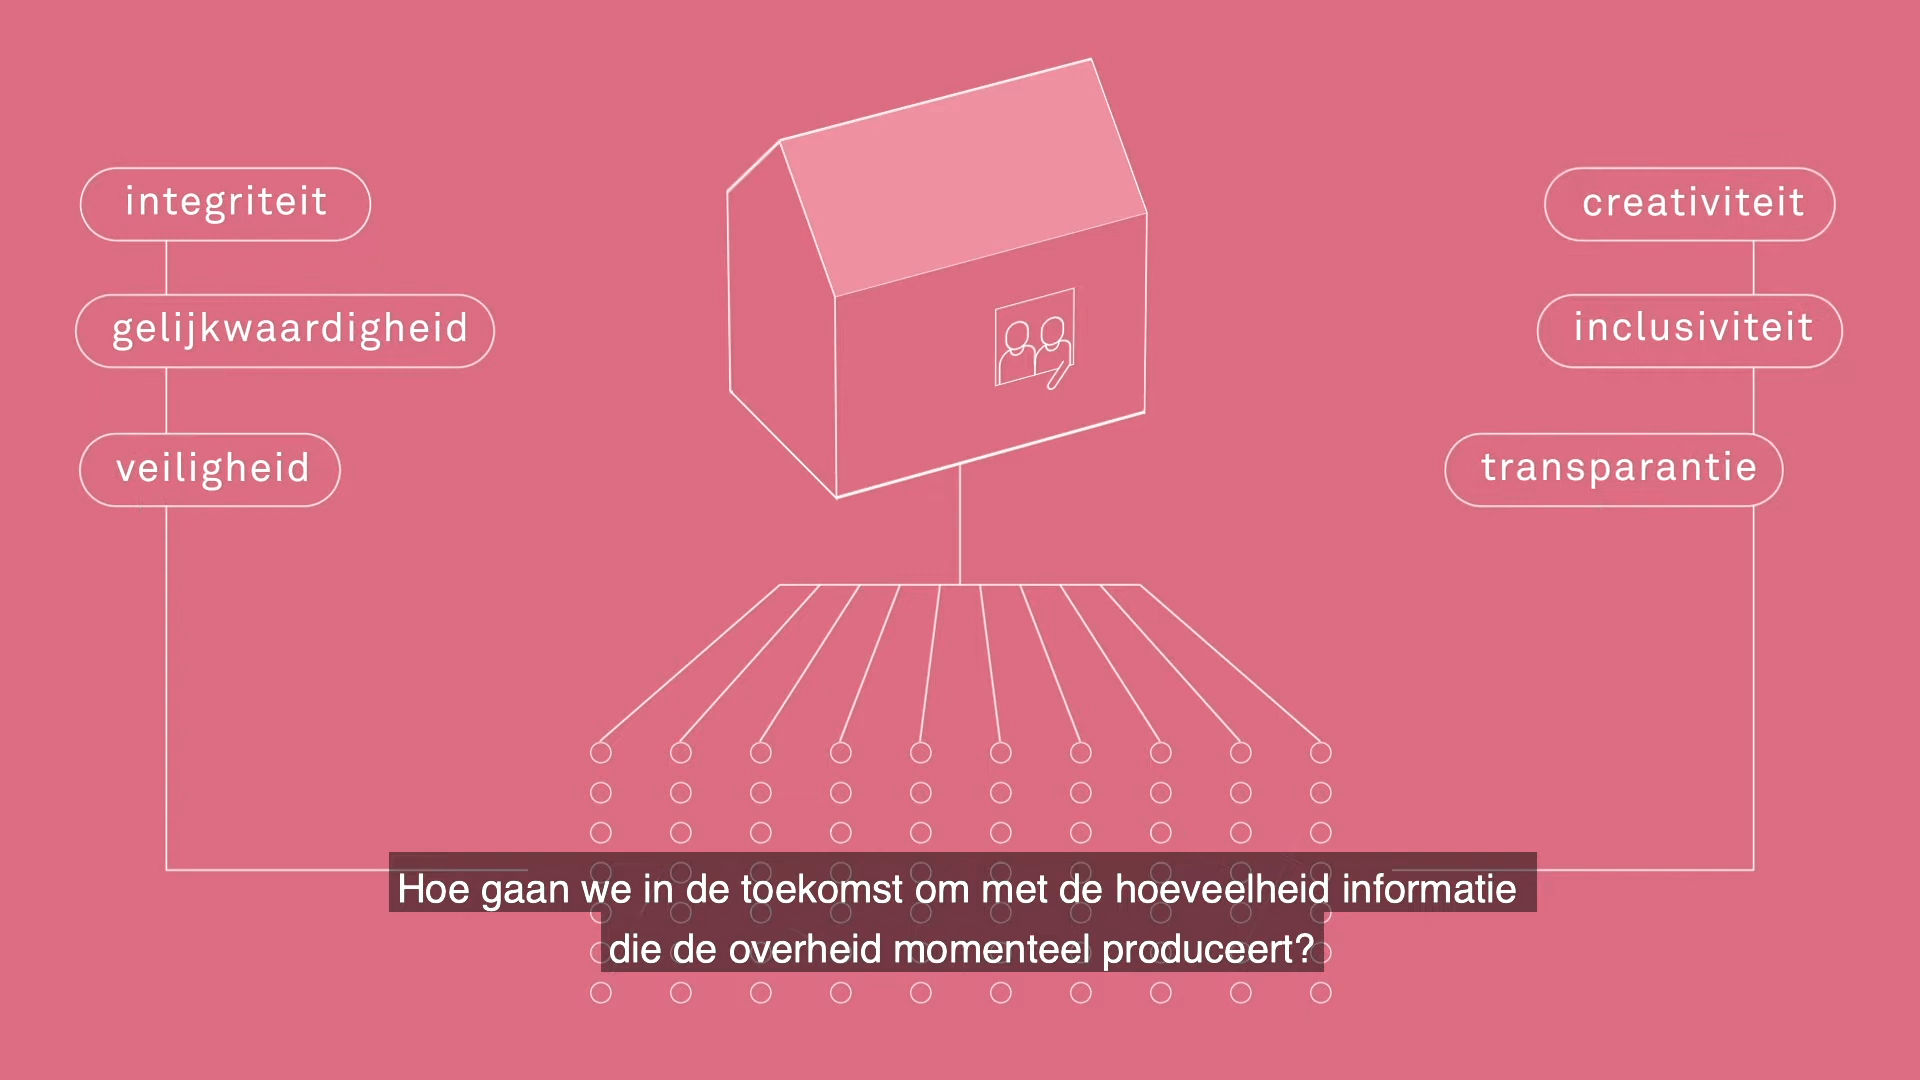 integriteit
gelijkwaardigheid
veiligheid
creativiteit
inclusiviteit
transparantie
Hoe gaan we in de toekomst om met de hoeveelheid informatie
die de overheid momenteel produceert?